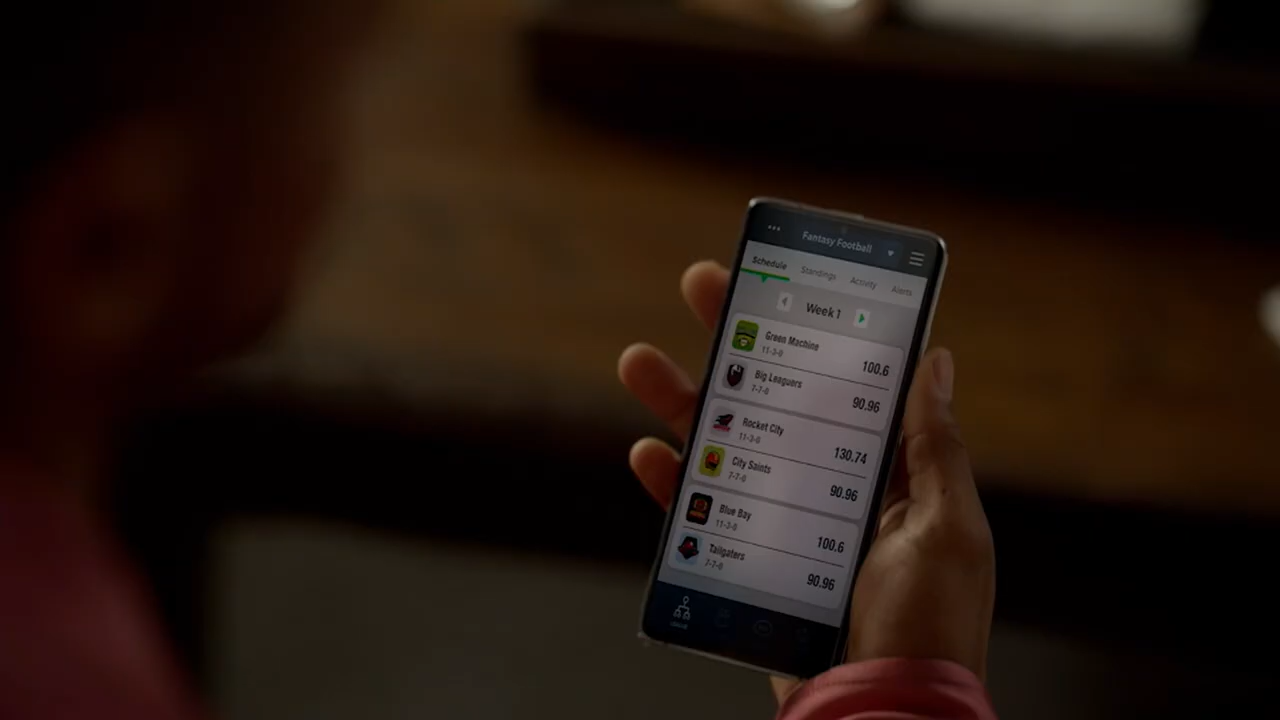 Fantasy Football
Schedule Standings Activity Alerts
Week 1
Green Machine
11-3-0
100.6
Big Leaguers
7-7-0
90.96
Rocket City
11-3-0
130.74
City Saints
7-7-0
90.96
Blue Bay
11-3-0
100.6
Tailgaters
7-7-0
90.96